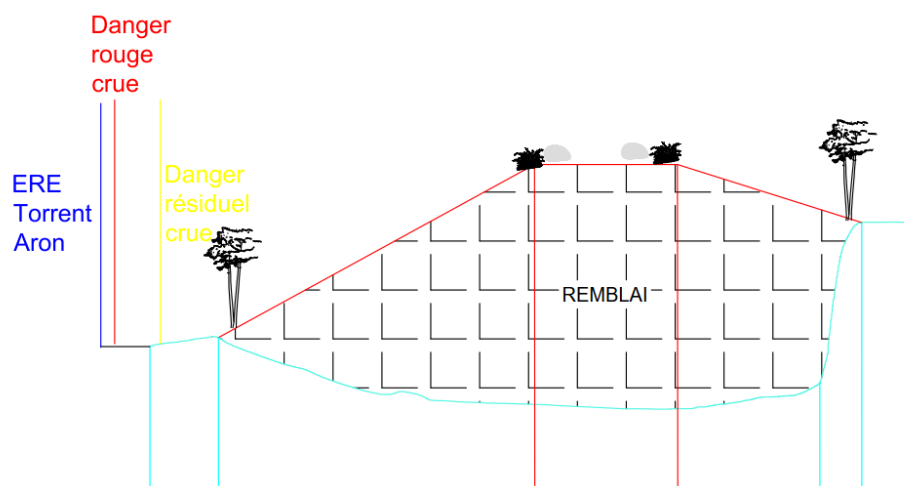 Danger
rouge
crue
ERE
Torrent
Aron
Danger
résiduel
crue
REMBLAI